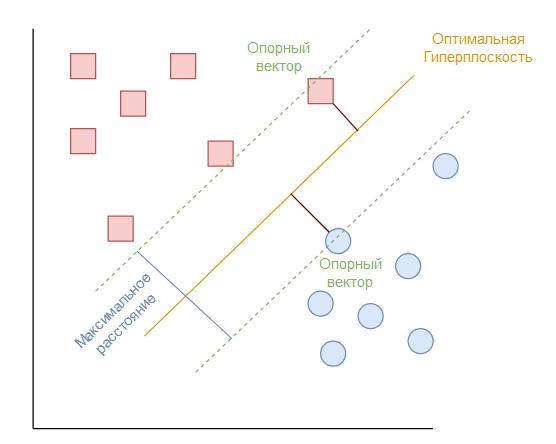 Опорный
вектор
Оптимальная
Гиперплоскость
Опорный
вектор
Максимальное
расстояние